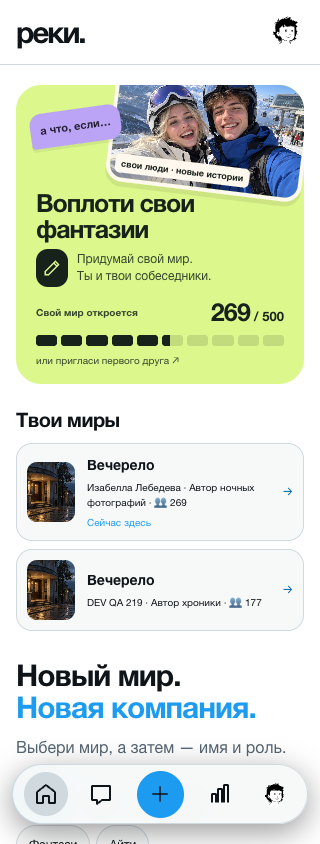 реки.
а что, если...
свои люди · новые истории
Воплоти свои
фантазии
Придумай свой мир.
Ты и твои собеседники.
Свой мир откроется
269 / 500
или пригласи первого друга ↗
Твои миры
Вечерело
Изабелла Лебедева · Автор ночных
фотографий · 👥 269
Сейчас здесь
→
Вечерело
DEV QA 219 · Автор хроники · 👥 177
→
Новый мир.
Новая компания.
Выбери мир, а затем — имя и роль.
Фэнтези
Айти